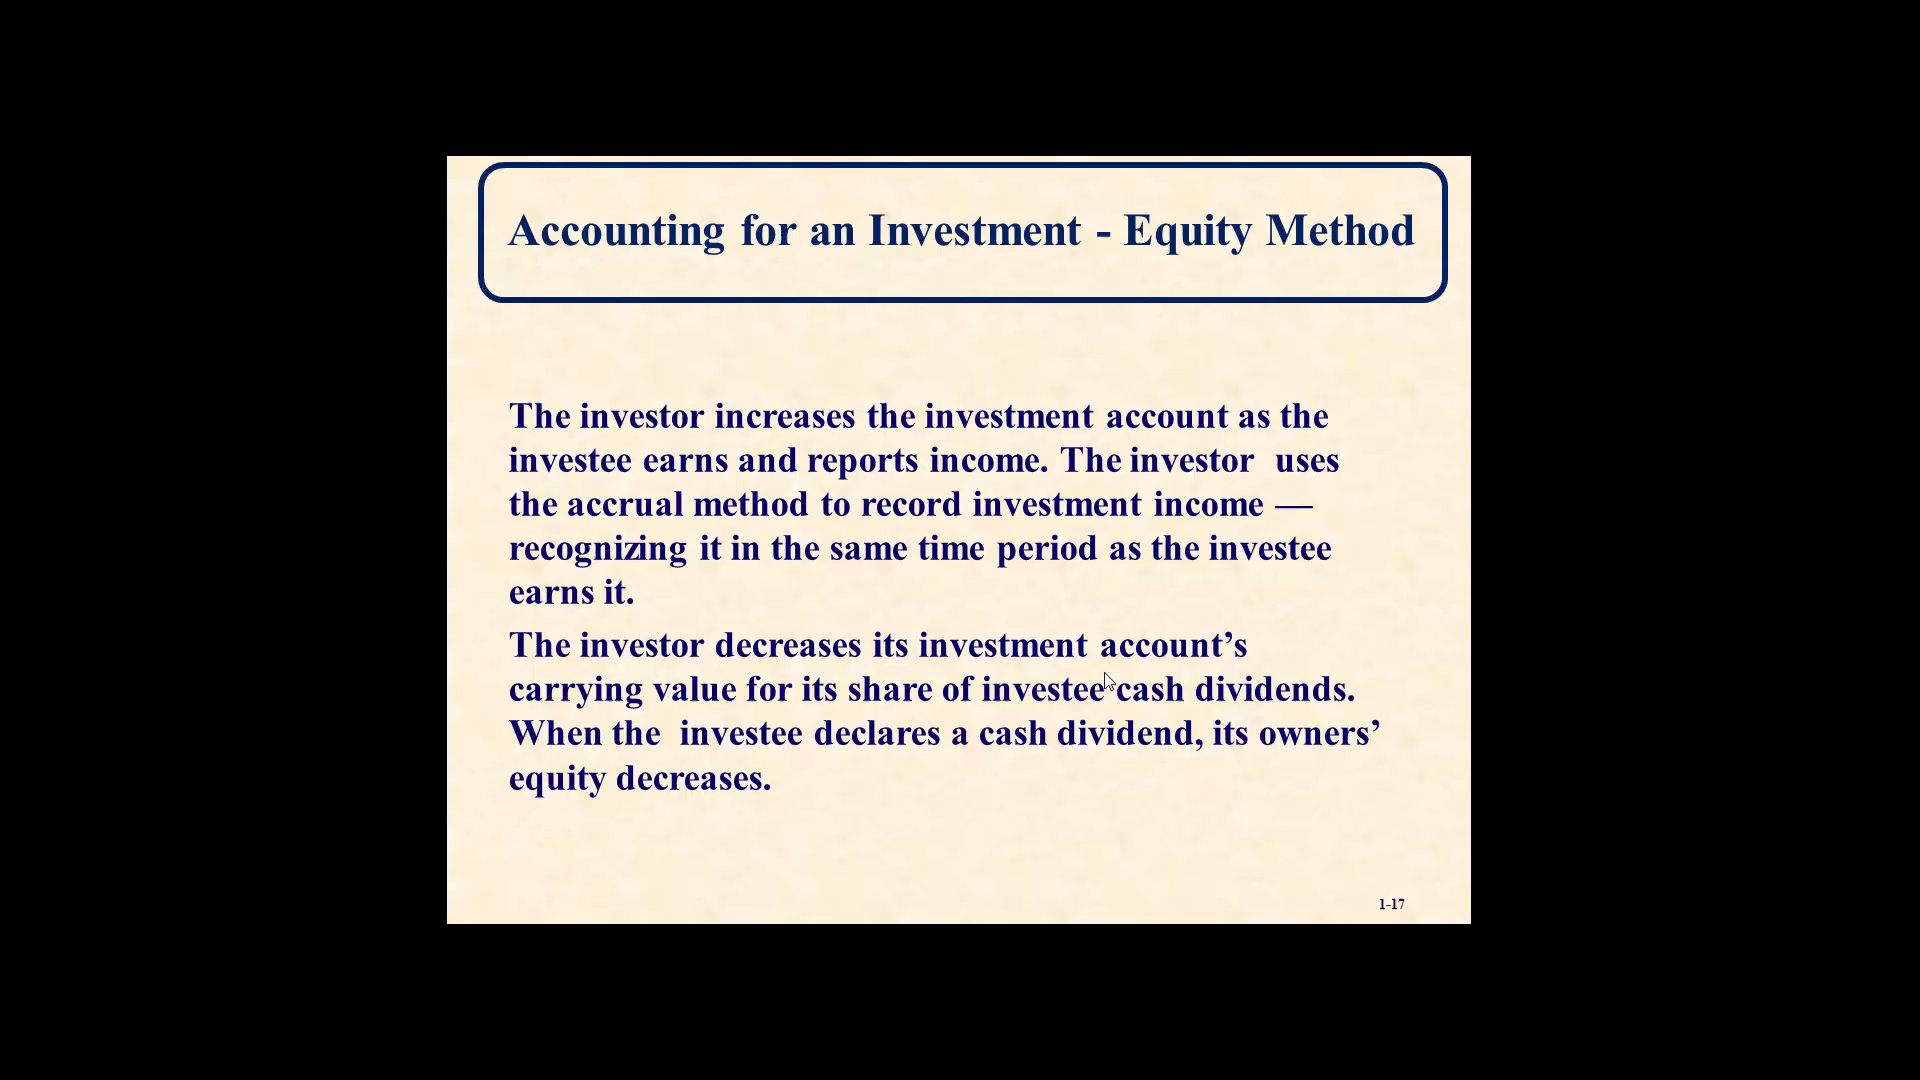 Accounting for an Investment - Equity Method
The investor increases the investment account as the
investee earns and reports income. The investor  uses
the accrual method to record investment income —
recognizing it in the same time period as the investee
earns it.
The investor decreases its investment account’s
carrying value for its share of investee cash dividends.
When the  investee declares a cash dividend, its owners’
equity decreases.
1-17